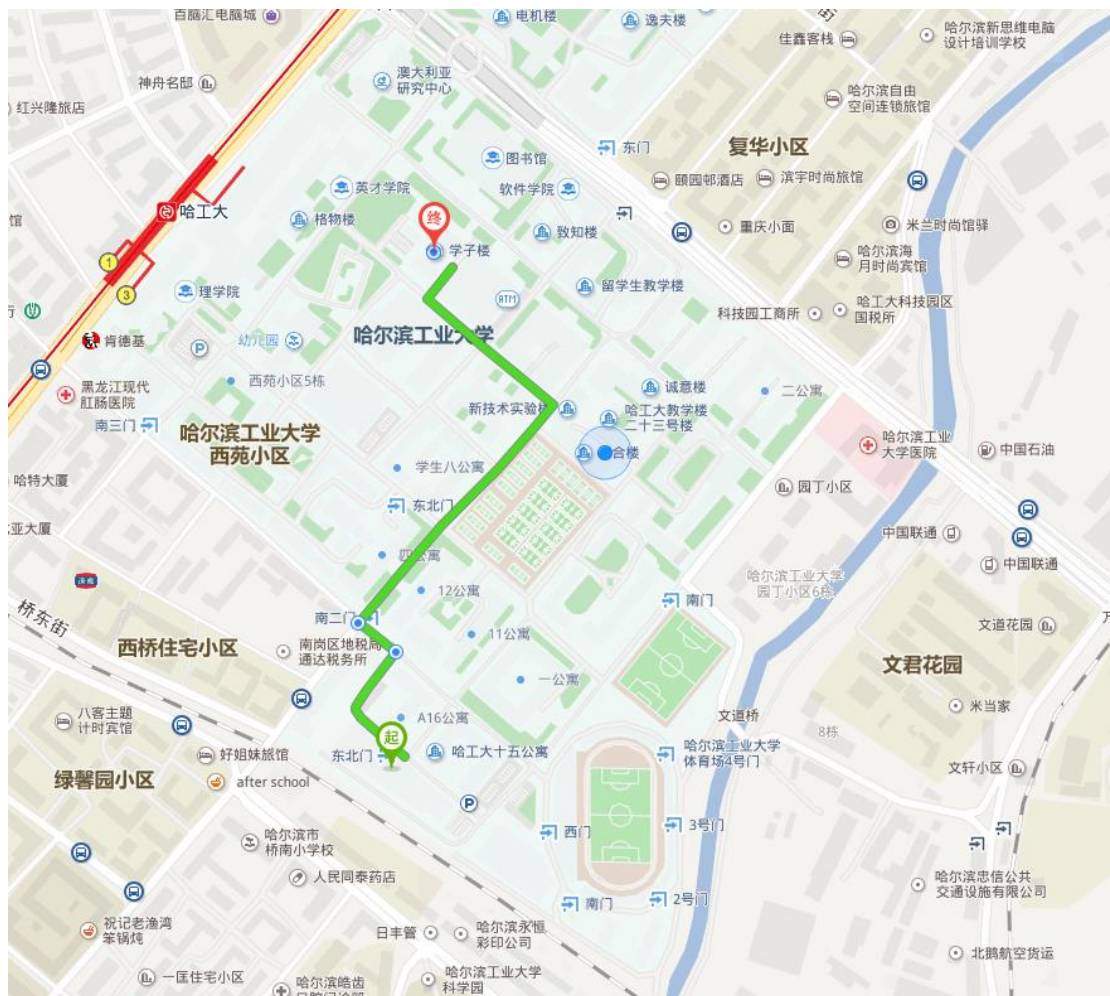 百脑汇电脑城
电机楼
逸夫楼
佳鑫客栈
哈尔滨新思维电脑
设计培训学校
街
神舟名邸
澳大利亚
研究中心
红兴隆旅店
哈尔滨自由
空间连锁旅馆
图书馆
东门
复华小区
英才学院
软件学院
颐园邨酒店
滨宇时尚旅馆
哈工大
馆
格物楼
终
学子楼
致知楼
重庆小面
米兰时尚馆驿
哈尔滨海
月时尚宾馆
1
3
理学院
ATM
留学生教学楼
科技园工商所
哈工大科技园区
国税所
行
肯德基
P
幼儿园
哈尔滨工业大学
西苑小区5栋
黑龙江现代
肛肠医院
诚意楼
二公寓
新技术实验楼
哈工大教学楼
二十三号楼
南三门
哈尔滨工业大学
西苑小区
哈尔滨工业
大学医院
中国石油
合楼
学生八公寓
哈特大厦
东北门
园丁小区
亚大厦
中国联通
四公寓
中国联通
哈尔滨工业大学
园丁小区6栋
12公寓
桥东街
南二门
南门
文道花园
万
11公寓
西桥住宅小区
南岗区地税局
通达税务所
文君花园
一公寓
八客主题
计时宾馆
A16公寓
文道桥
米当家
8栋
起
好姐妹旅馆
东北门
哈工大十五公寓
哈尔滨工业大学
体育场4号门
绿馨园小区
after school
文轩小区
P
西门
3号门
哈尔滨市
桥南小学校
人民同泰药店
哈尔滨忠信公共
交通设施有限公司
南门
2号门
祝记老渔湾
笨锅炖
日丰管
哈尔滨永恒
彩印公司
北鹅航空货运
一匡住宅小区
哈尔滨皓齿
哈尔滨工业大学
科学园